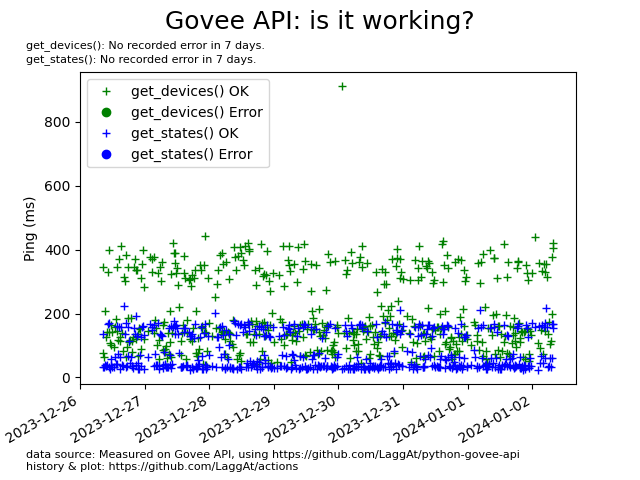 Govee API: is it working?
get_devices(): No recorded error in 7 days.
get_states(): No recorded error in 7 days.
get_devices() OK
get_devices() Error
get_states() OK
get_states() Error
Ping (ms)
800
600
400
200
0
2023-12-26
2023-12-27
2023-12-28
2023-12-29
2023-12-30
2023-12-31
2024-01-01
2024-01-02
data source: Measured on Govee API, using https://github.com/LaggAt/python-govee-api
history & plot: https://github.com/LaggAt/actions